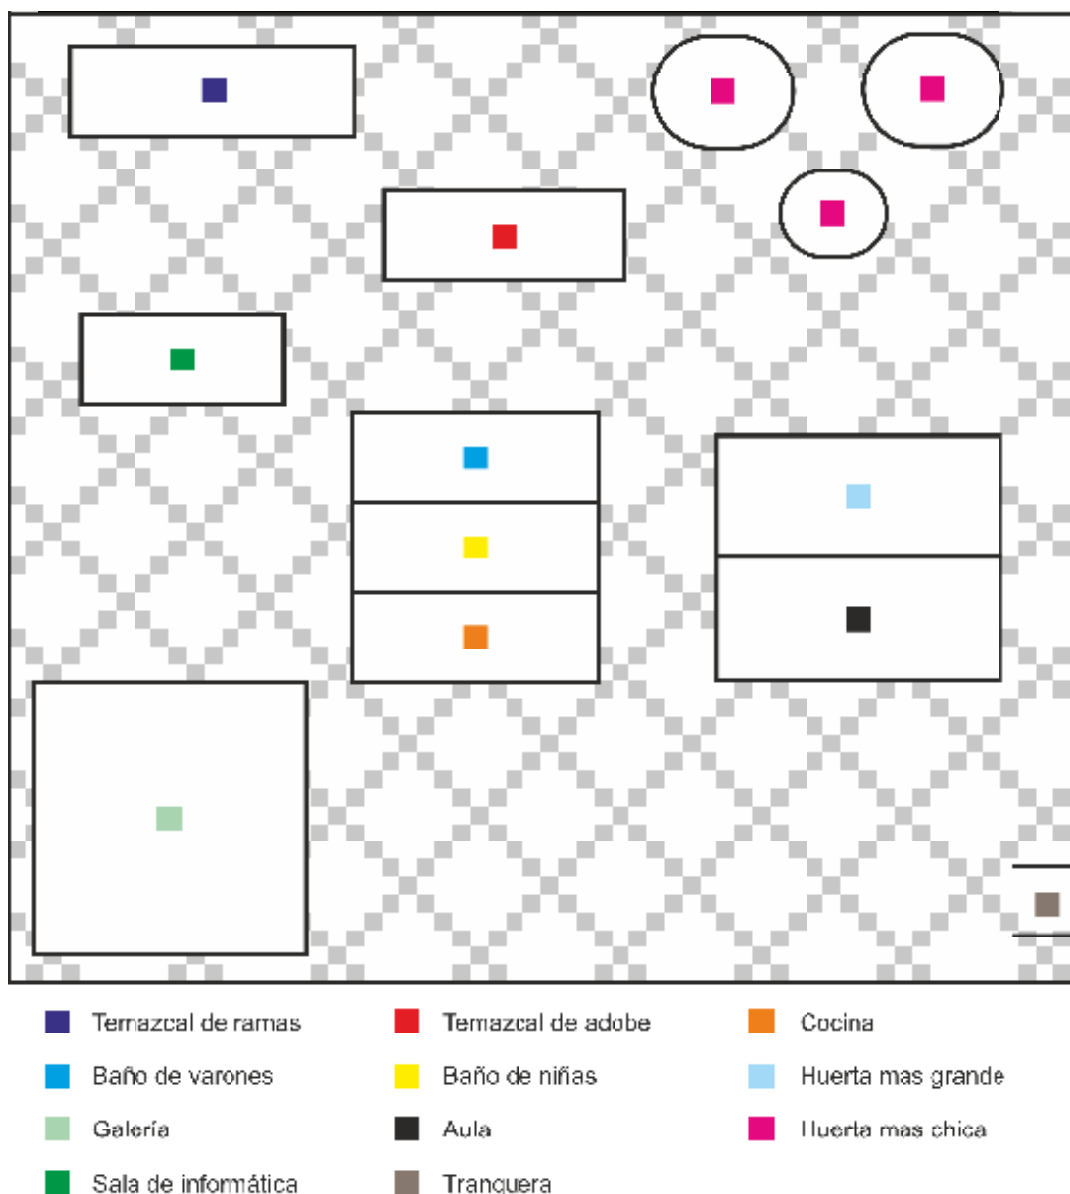 Temazcal de ramas
Temazcal de adobe
Cocina
Baño de varones
Baño de niñas
Huerta mas grande
Galería
Aula
Huerta mas chica
Sala de informática
Tranquera